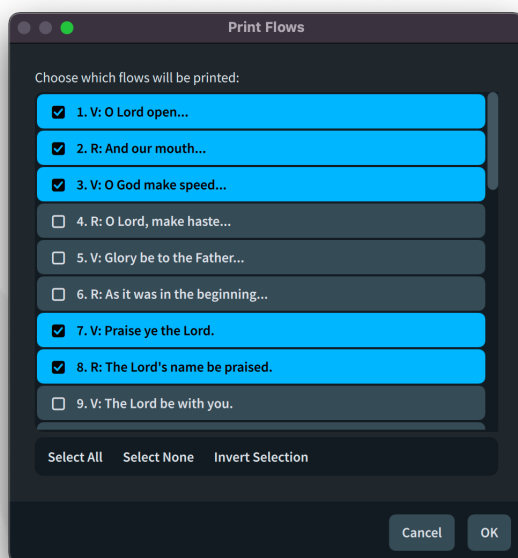 Print Flows
Choose which flows will be printed:
1. V: O Lord open...
2. R: And our mouth...
3. V: O God make speed...
4. R: O Lord, make haste...
5. V: Glory be to the Father...
6. R: As it was in the beginning...
7. V: Praise ye the Lord.
8. R: The Lord's name be praised.
9. V: The Lord be with you.
Select All Select None Invert Selection
Cancel OK